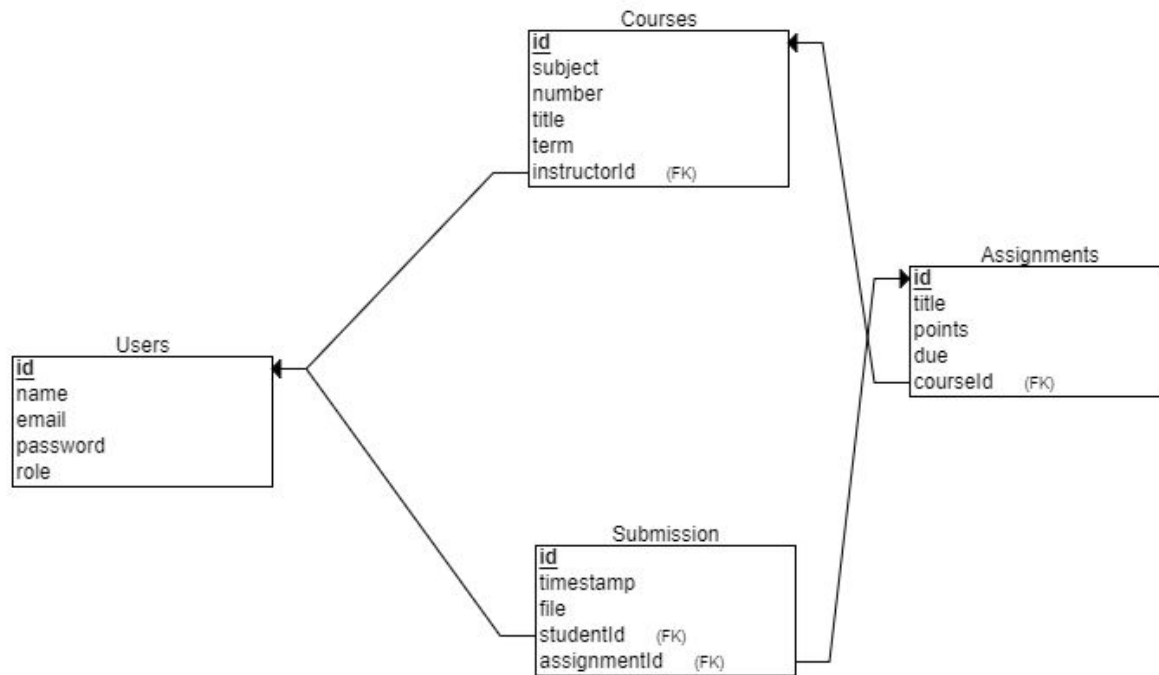 Courses
id
subject
number
title
term
instructorId (FK)
Assignments
id
title
points
due
courseId (FK)
Users
id
name
email
password
role
Submission
id
timestamp
file
studentId (FK)
assignmentId (FK)